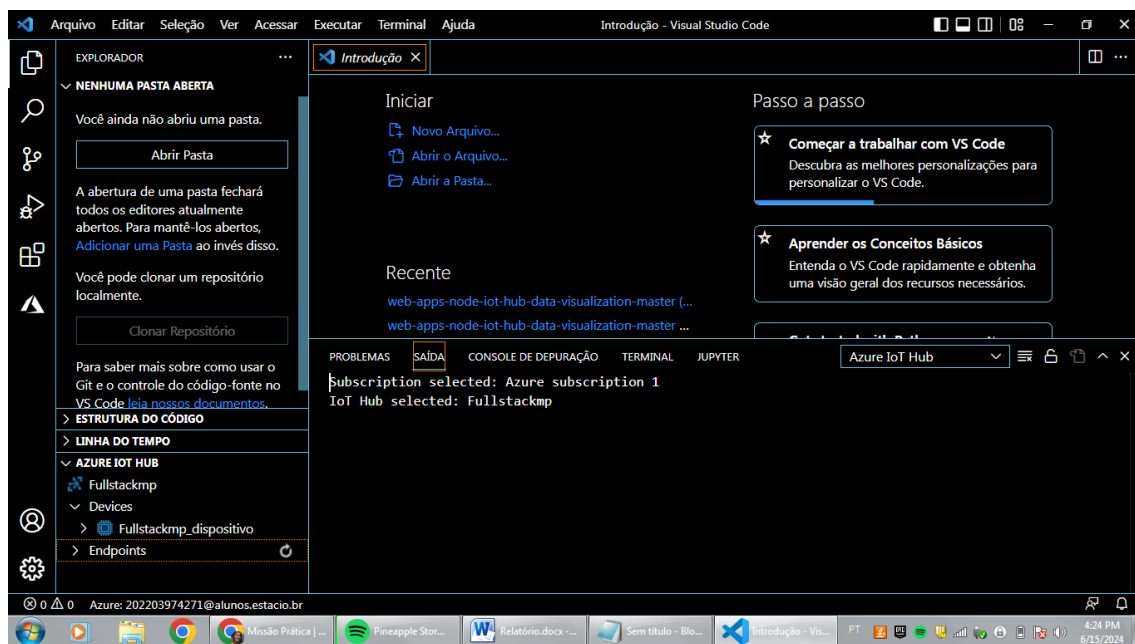 Arquivo Editar Seleção Ver Acessar Executar Terminal Ajuda
Introdução - Visual Studio Code
EXPLORADOR
NENHUMA PASTA ABERTA
Você ainda não abriu uma pasta.
Abrir Pasta
A abertura de uma pasta fechará
todos os editores atualmente
abertos. Para mantê-los abertos,
Adicionar uma Pasta ao invés disso.
Você pode clonar um repositório
localmente.
Clonar Repositório
Para saber mais sobre como usar o
Git e o controle do código-fonte no
VS Code leia nossos documentos.
ESTRUTURA DO CÓDIGO
LINHA DO TEMPO
AZURE IOT HUB
Fullstackmp
Devices
Fullstackmp_dispositivo
Endpoints
Introdução
Iniciar
Novo Arquivo...
Abrir o Arquivo...
Abrir a Pasta...
Recente
web-apps-node-iot-hub-data-visualization-master (...
web-apps-node-iot-hub-data-visualization-master ...
Passo a passo
Começar a trabalhar com VS Code
Descubra as melhores personalizações para
personalizar o VS Code.
Aprender os Conceitos Básicos
Entenda o VS Code rapidamente e obtenha
uma visão geral dos recursos necessários.
PROBLEMAS SAÍDA CONSOLE DE DEPURAÇÃO TERMINAL JUPYTER
Azure IoT Hub
Subscription selected: Azure subscription 1
IoT Hub selected: Fullstackmp
0 0 Azure: 202203974271@alunos.estacio.br
Missão Prática | ...
Pineapple Stor...
Relatório.docx -...
Sem título - Blo...
Introdução - Vis...
PT
4:24 PM
6/15/2024